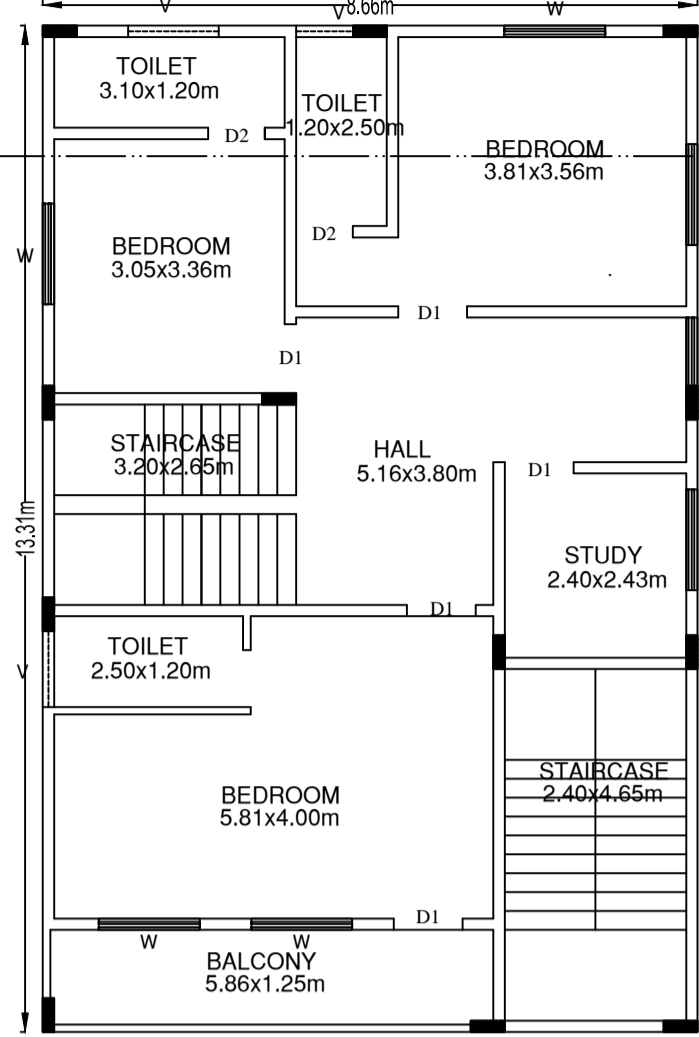 V
8.66m
V
W
TOILET
3.10x1.20m
TOILET
1.20x2.50m
D2
BEDROOM
3.81x3.56m
D2
W
BEDROOM
3.05x3.36m
D1
D1
STAIRCASE
3.20x2.65m
HALL
5.16x3.80m
D1
13.31m
STUDY
2.40x2.43m
D1
TOILET
2.50x1.20m
V
STAIRCASE
2.40x4.65m
BEDROOM
5.81x4.00m
D1
W
W
BALCONY
5.86x1.25m